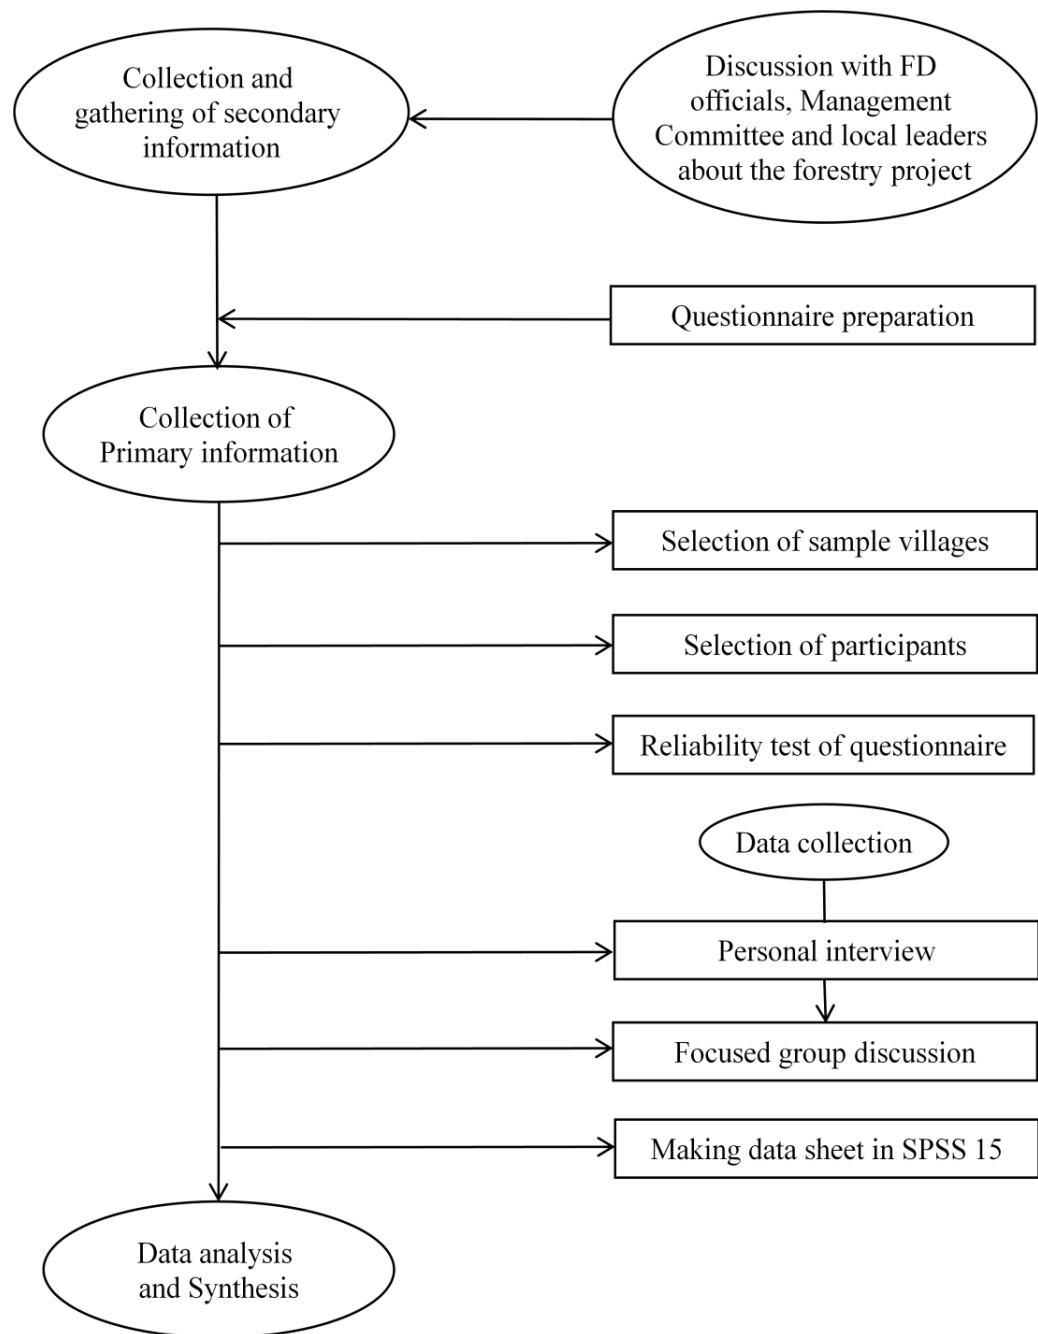 Collection and
gathering of secondary
information
Discussion with FD
officials, Management
Committee and local leaders
about the forestry project
Questionnaire preparation
Collection of
Primary information
Selection of sample villages
Selection of participants
Reliability test of questionnaire
Data collection
Personal interview
Focused group discussion
Making data sheet in SPSS 15
Data analysis
and Synthesis